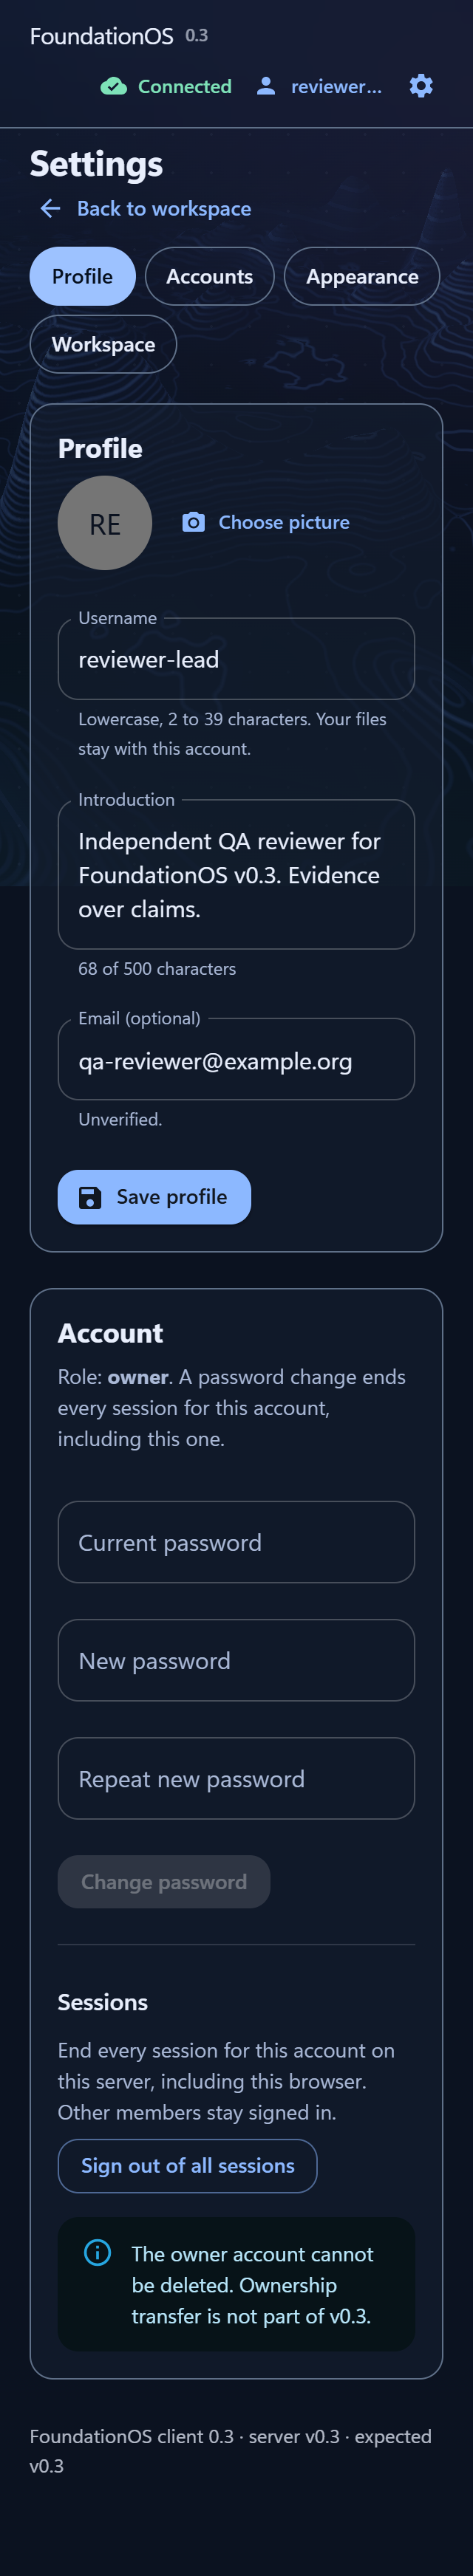 FoundationOS 0.3
Connected reviewer...
Settings
Back to workspace
Profile Accounts Appearance
Workspace
Profile
RE
Choose picture
Username
reviewer-lead
Lowercase, 2 to 39 characters. Your files
stay with this account.
Introduction
Independent QA reviewer for
FoundationOS v0.3. Evidence
over claims.
68 of 500 characters
Email (optional)
qa-reviewer@example.org
Unverified.
Save profile
Account
Role: owner. A password change ends
every session for this account,
including this one.
Current password
New password
Repeat new password
Change password
Sessions
End every session for this account on
this server, including this browser.
Other members stay signed in.
Sign out of all sessions
The owner account cannot
be deleted. Ownership
transfer is not part of v0.3.
FoundationOS client 0.3 · server v0.3 · expected
v0.3